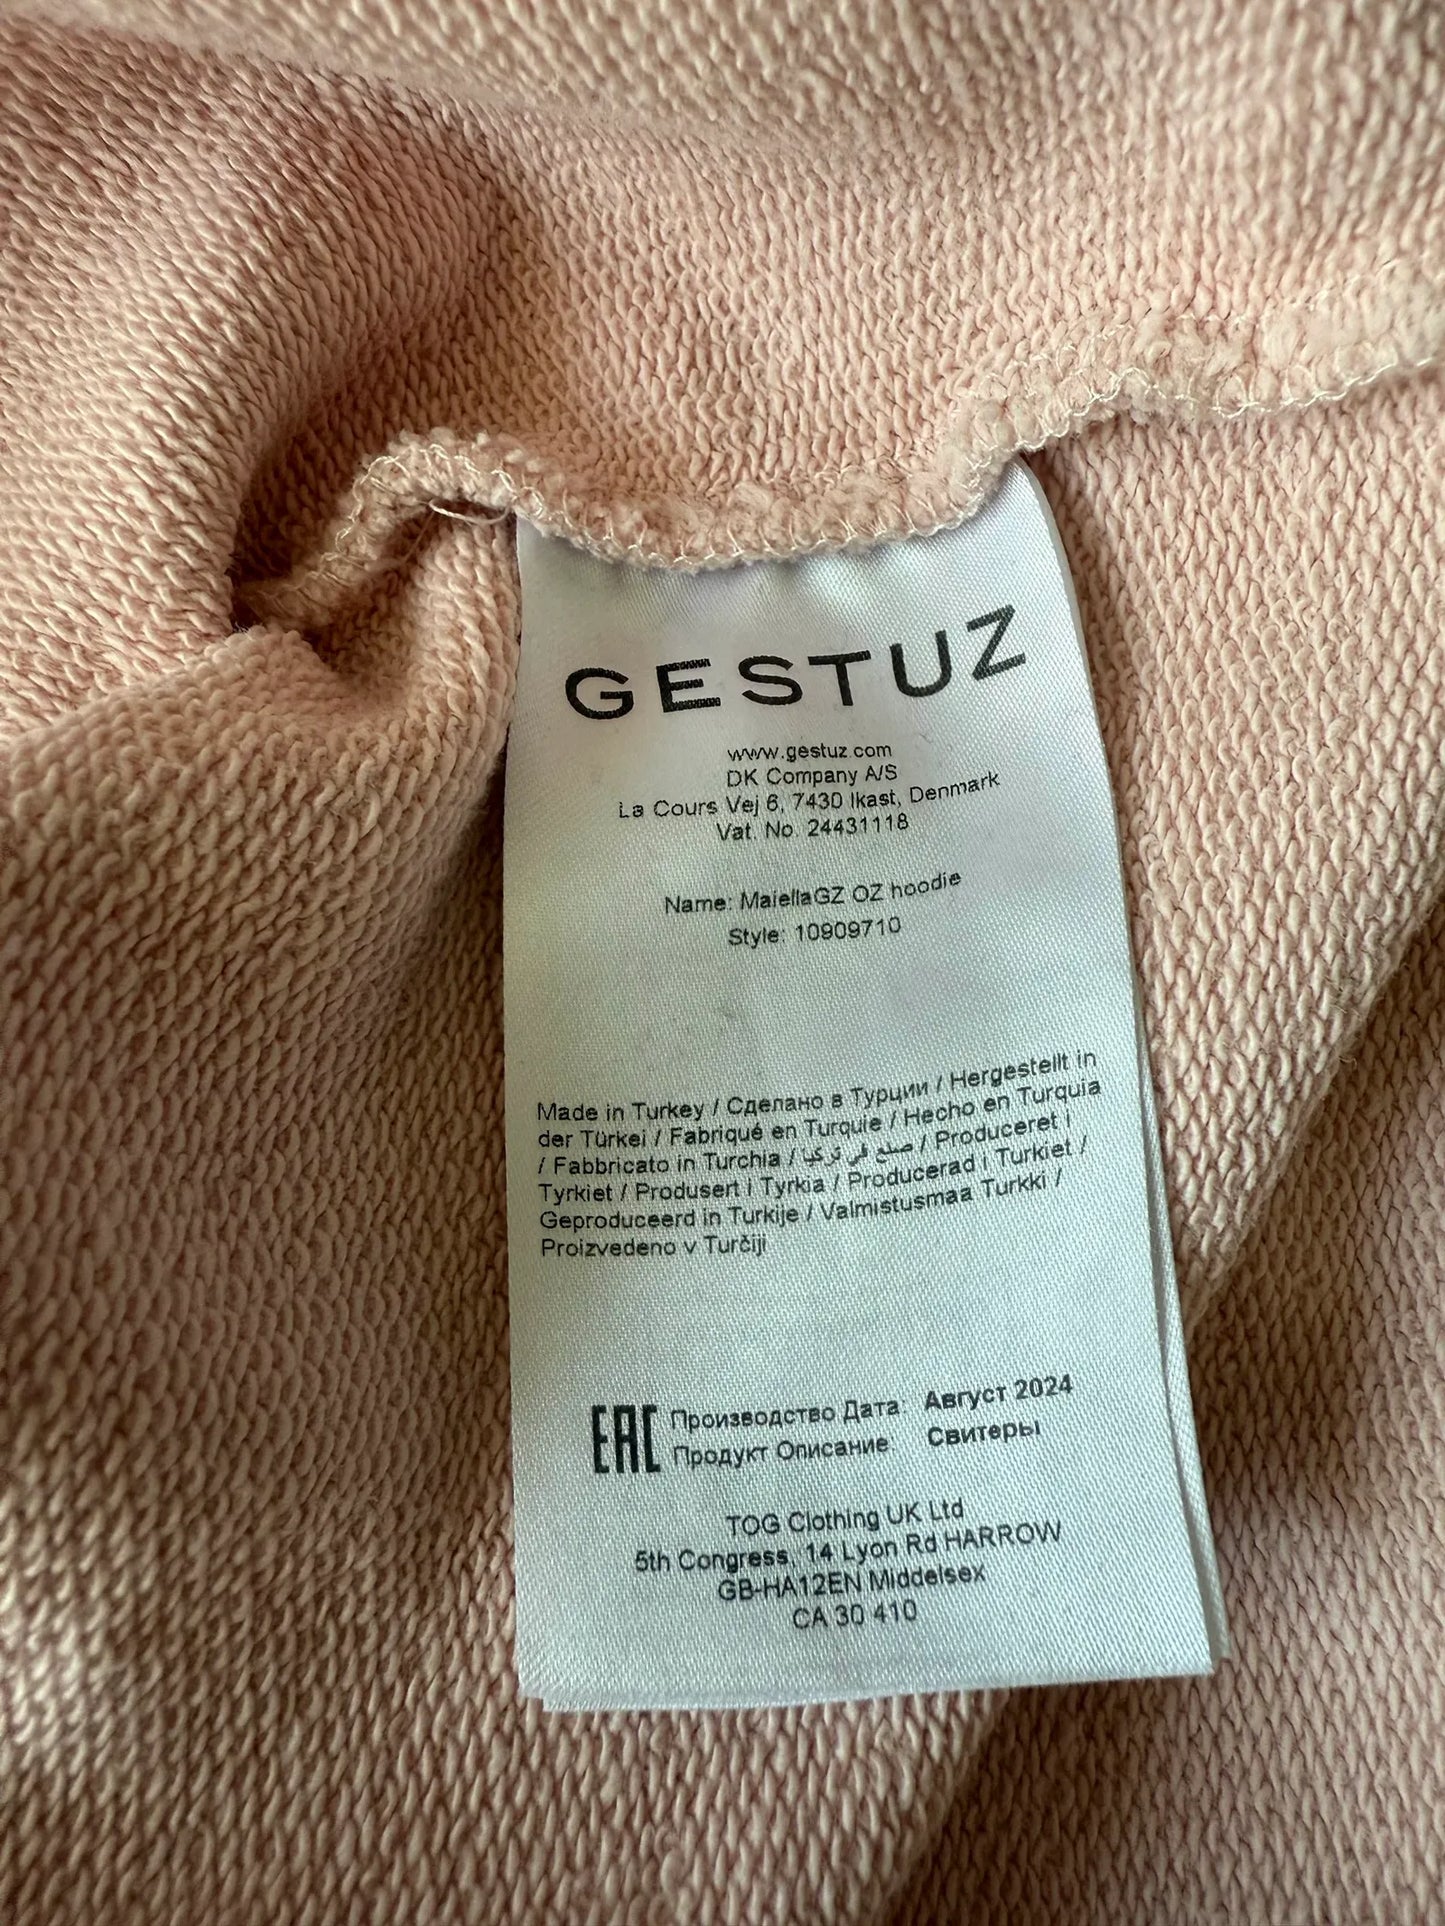 GESTUZ
www.gestuz.com
DK Company A/S
La Cours Vej 6, 7430 Ikast, Denmark
Vat. No. 24431118
Name: MaiellaGZ OZ hoodie
Style: 10909710
Made in Turkey / Сделано в Турции / Hergestellt in
der Türkei / Fabriqué en Turquie / Hecho en Turquia
/ Fabbricato in Turchia / صنع في تركيا / Produceret i
Tyrkiet / Produsert i Tyrkia / Producerad i Turkiet /
Geproduceerd in Turkije / Valmistusmaa Turkki /
Proizvedeno v Turčiji
EAC Производство Дата: Август 2024
Продукт Описание: Свитеры
TOG Clothing UK Ltd
5th Congress, 14 Lyon Rd HARROW
GB-HA12EN Middelsex
CA 30 410